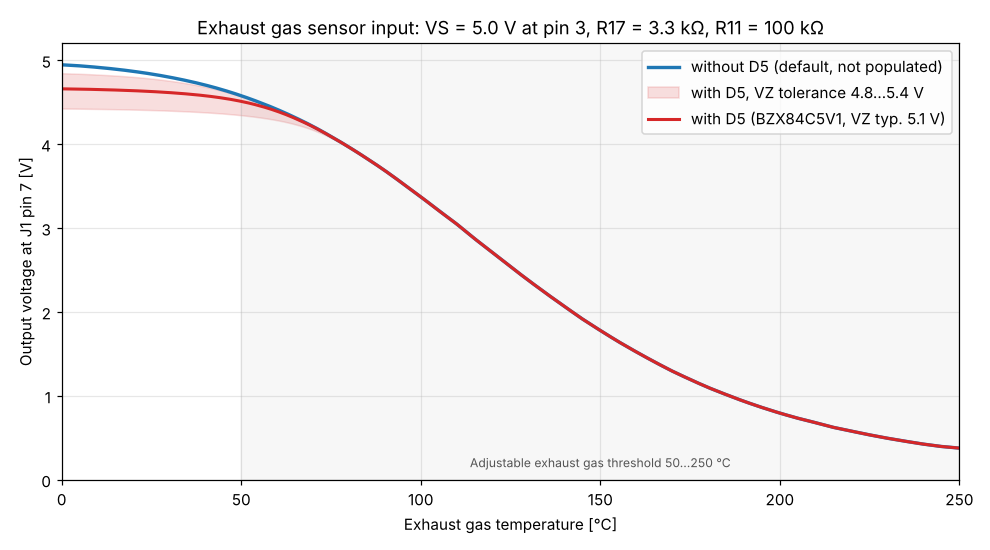 Exhaust gas sensor input: VS = 5.0 V at pin 3, R17 = 3.3 kΩ, R11 = 100 kΩ
without D5 (default, not populated)
with D5, VZ tolerance 4.8...5.4 V
with D5 (BZX84C5V1, VZ typ. 5.1 V)
Output voltage at J1 pin 7 [V]
5
4
3
2
1
0
Adjustable exhaust gas threshold 50...250 °C
0
50
100
150
200
250
Exhaust gas temperature [°C]